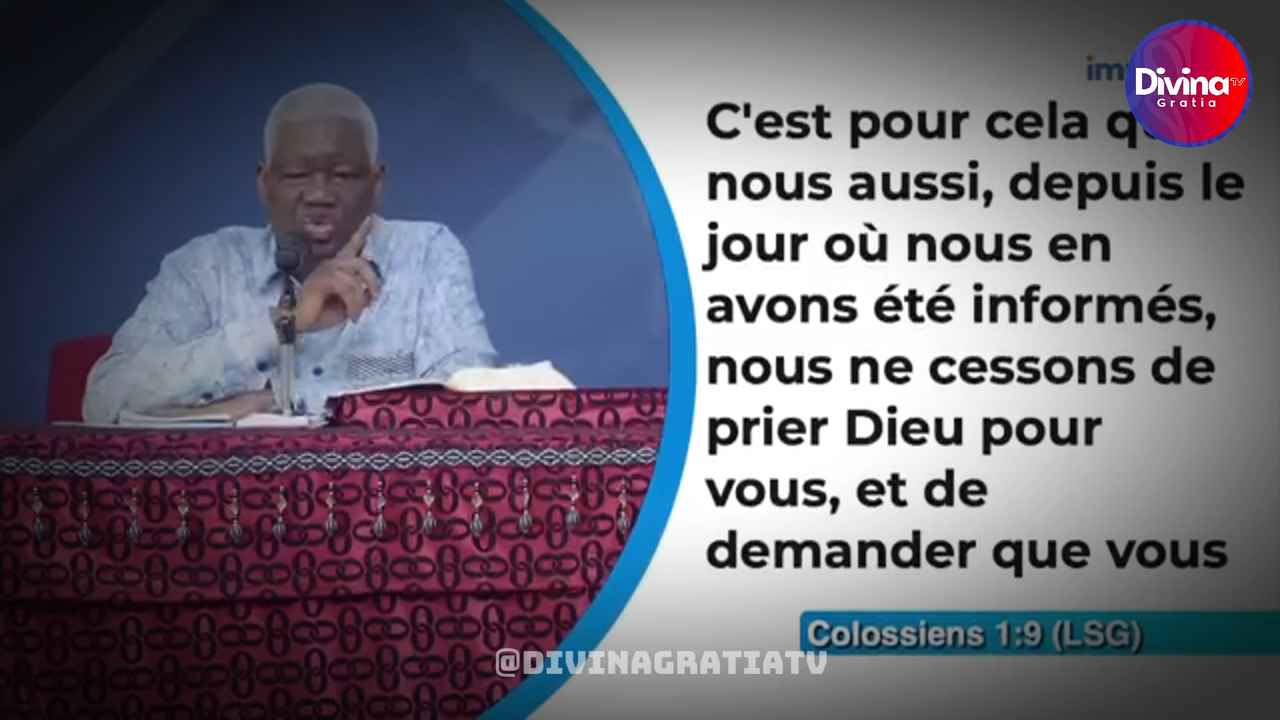 Divina TV
Gratia
C'est pour cela
nous aussi, depuis le
jour où nous en
avons été informés,
nous ne cessons de
prier Dieu pour
vous, et de
demander que vous
Colossiens 1:9 (LSG)
@DIVINAGRATIATV